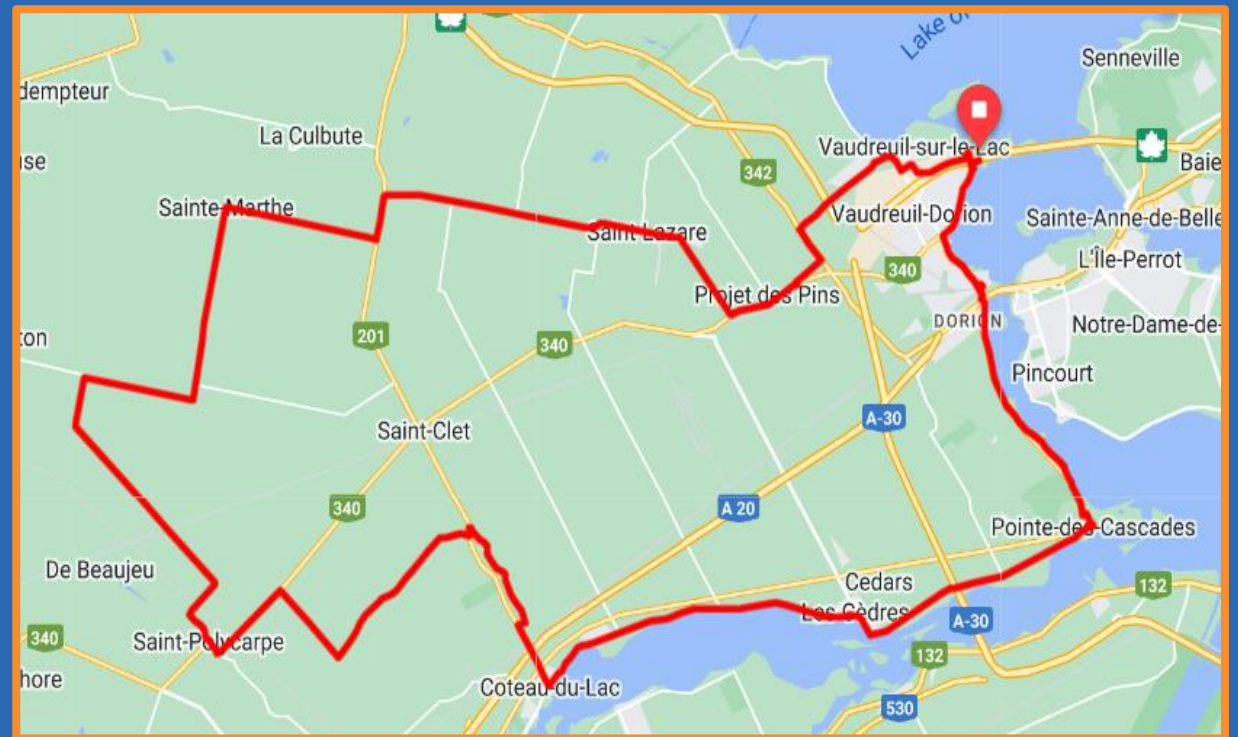 Lake of
Senneville
dempteur
La Culbute
Vaudreuil-sur-le-Lac
Baie
use
342
Sainte-Marthe
Vaudreuil-Dorion
Sainte-Anne-de-Belle
Saint-Lazare
L'Île-Perrot
340
Projet des Pins
DORION
Notre-Dame-de-
ton
201
340
Pincourt
A-30
Saint-Clet
340
A 20
Pointe-des-Cascades
De Beaujeu
Cedars
132
Les Cèdres
A-30
340
Saint-Polycarpe
132
hore
Coteau-du-Lac
530